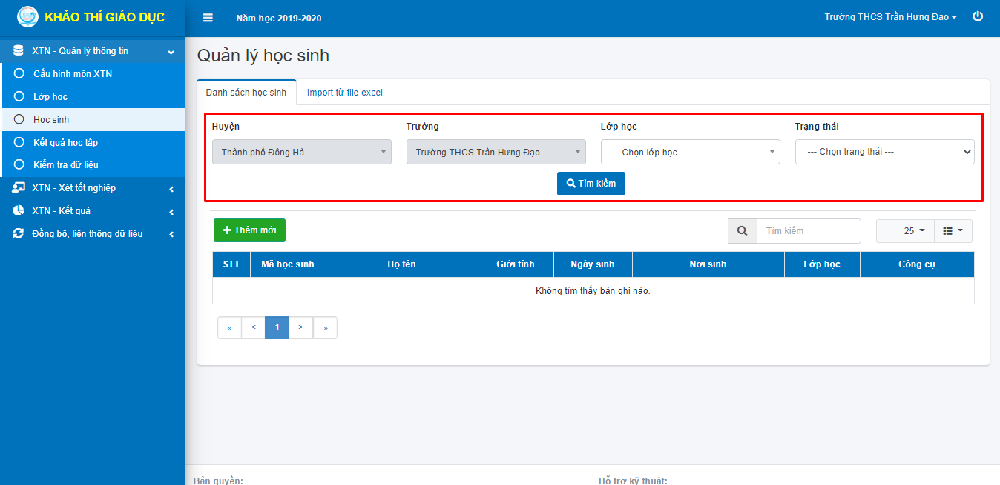 KHẢO THÍ GIÁO DỤC
Năm học 2019-2020
Trường THCS Trần Hưng Đạo
XTN - Quản lý thông tin
Cấu hình môn XTN
Lớp học
Học sinh
Kết quả học tập
Kiểm tra dữ liệu
XTN - Xét tốt nghiệp
XTN - Kết quả
Đồng bộ, liên thông dữ liệu
Quản lý học sinh
Danh sách học sinh
Import từ file excel
Huyện
Trường
Lớp học
Trạng thái
Thành phố Đông Hà
Trường THCS Trần Hưng Đạo
--- Chọn lớp học ---
--- Chọn trạng thái ---
Tìm kiếm
Thêm mới
Tìm kiếm
25
STT Mã học sinh Họ tên Giới tính Ngày sinh Nơi sinh Lớp học Công cụ
Không tìm thấy bản ghi nào.
« < 1 > »
Bản quyền:
Hỗ trợ kỹ thuật: